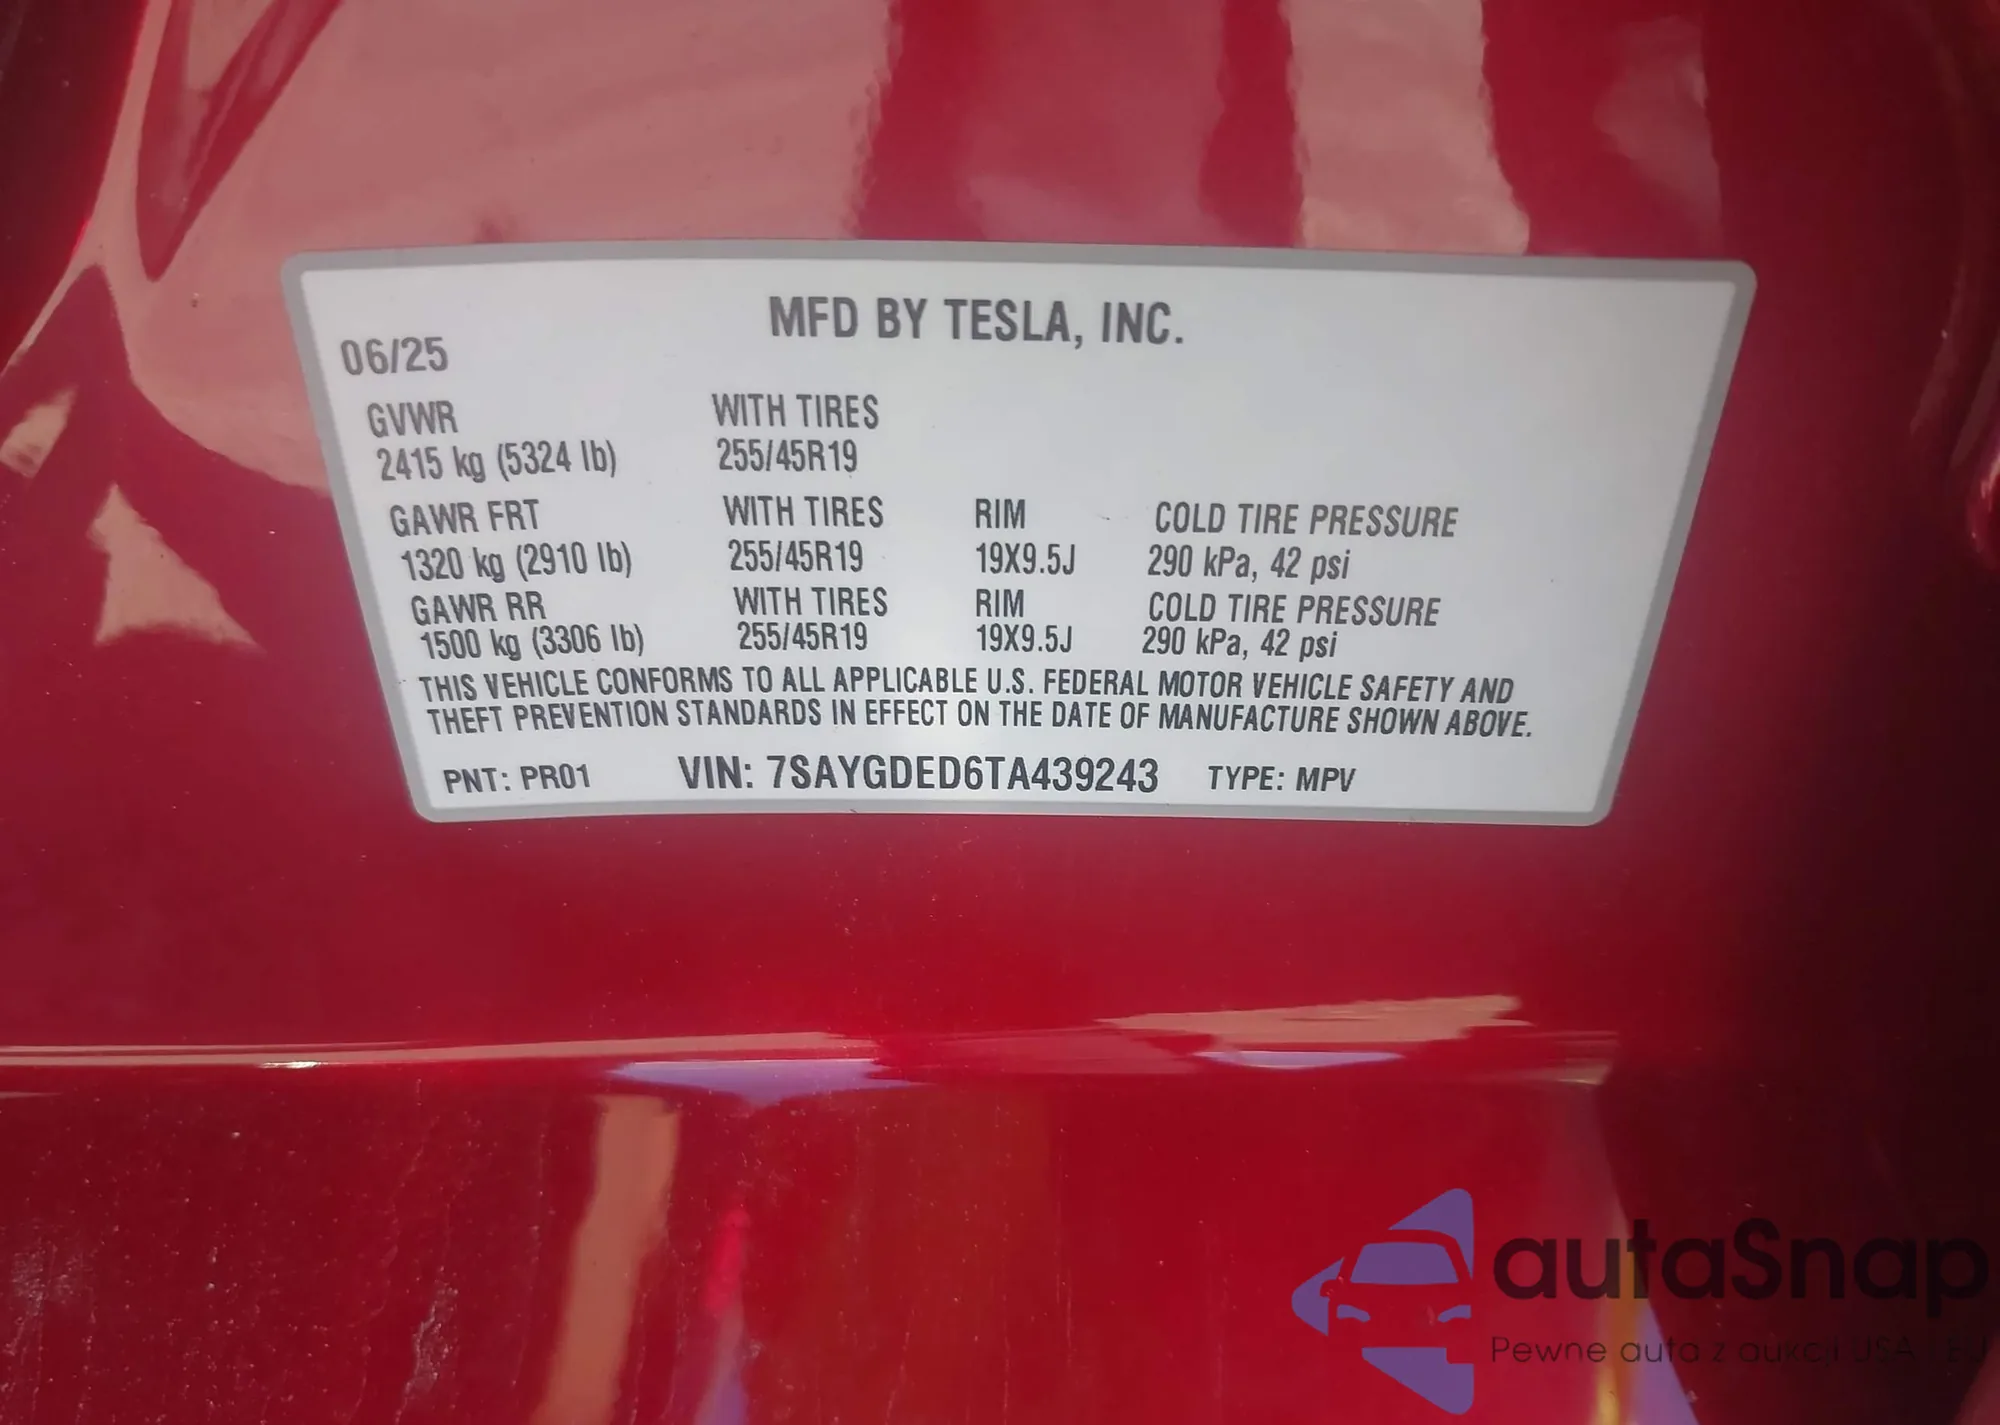 MFD BY TESLA, INC.
06/25
GVWR WITH TIRES
2415 kg (5324 lb) 255/45R19
GAWR FRT WITH TIRES RIM COLD TIRE PRESSURE
1320 kg (2910 lb) 255/45R19 19X9.5J 290 kPa, 42 psi
GAWR RR WITH TIRES RIM COLD TIRE PRESSURE
1500 kg (3306 lb) 255/45R19 19X9.5J 290 kPa, 42 psi
THIS VEHICLE CONFORMS TO ALL APPLICABLE U.S. FEDERAL MOTOR VEHICLE SAFETY AND
THEFT PREVENTION STANDARDS IN EFFECT ON THE DATE OF MANUFACTURE SHOWN ABOVE.
PNT: PR01 VIN: 7SAYGDED6TA439243 TYPE: MPV
autaSnap
Pewne auta z aukcji USA